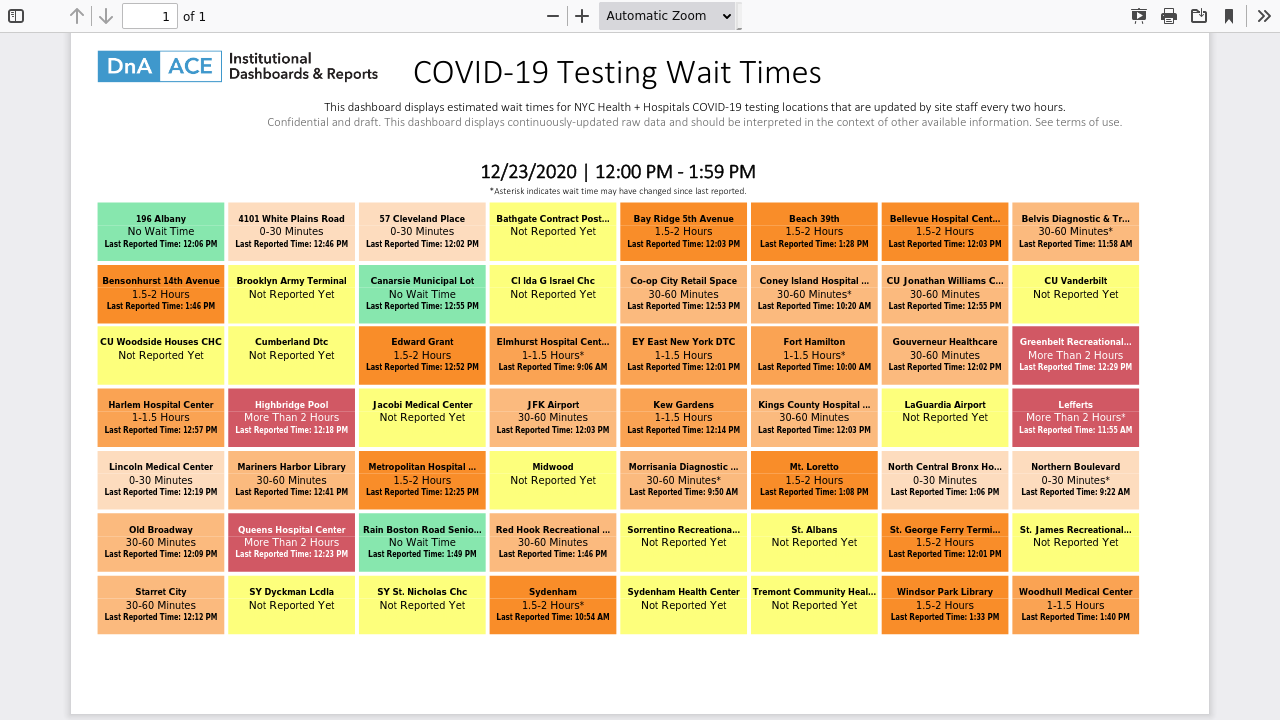 1 of 1 Automatic Zoom
DnA ACE Institutional
Dashboards & Reports
COVID-19 Testing Wait Times
This dashboard displays estimated wait times for NYC Health + Hospitals COVID-19 testing locations that are updated by site staff every two hours.
Confidential and draft. This dashboard displays continuously-updated raw data and should be interpreted in the context of other available information. See terms of use.
12/23/2020 | 12:00 PM - 1:59 PM
*Asterisk indicates wait time may have changed since last reported.
196 Albany
No Wait Time
Last Reported Time: 12:06 PM
4101 White Plains Road
0-30 Minutes
Last Reported Time: 12:46 PM
57 Cleveland Place
0-30 Minutes
Last Reported Time: 12:02 PM
Bathgate Contract Post...
Not Reported Yet
Bay Ridge 5th Avenue
1.5-2 Hours
Last Reported Time: 12:03 PM
Beach 39th
1.5-2 Hours
Last Reported Time: 1:28 PM
Bellevue Hospital Cent...
1.5-2 Hours
Last Reported Time: 12:03 PM
Belvis Diagnostic & Tr...
30-60 Minutes*
Last Reported Time: 11:58 AM
Bensonhurst 14th Avenue
1.5-2 Hours
Last Reported Time: 1:46 PM
Brooklyn Army Terminal
Not Reported Yet
Canarsie Municipal Lot
No Wait Time
Last Reported Time: 12:55 PM
Cl Ida G Israel Chc
Not Reported Yet
Co-op City Retail Space
30-60 Minutes
Last Reported Time: 12:53 PM
Coney Island Hospital ...
30-60 Minutes*
Last Reported Time: 10:20 AM
CU Jonathan Williams C...
30-60 Minutes
Last Reported Time: 12:55 PM
CU Vanderbilt
Not Reported Yet
CU Woodside Houses CHC
Not Reported Yet
Cumberland Dtc
Not Reported Yet
Edward Grant
1.5-2 Hours
Last Reported Time: 12:52 PM
Elmhurst Hospital Cent...
1-1.5 Hours*
Last Reported Time: 9:06 AM
EY East New York DTC
1-1.5 Hours
Last Reported Time: 12:01 PM
Fort Hamilton
1-1.5 Hours*
Last Reported Time: 10:00 AM
Gouverneur Healthcare
30-60 Minutes
Last Reported Time: 12:02 PM
Greenbelt Recreational...
More Than 2 Hours
Last Reported Time: 12:29 PM
Harlem Hospital Center
1-1.5 Hours
Last Reported Time: 12:57 PM
Highbridge Pool
More Than 2 Hours
Last Reported Time: 12:18 PM
Jacobi Medical Center
Not Reported Yet
JFK Airport
30-60 Minutes
Last Reported Time: 12:03 PM
Kew Gardens
1-1.5 Hours
Last Reported Time: 12:14 PM
Kings County Hospital ...
30-60 Minutes
Last Reported Time: 12:03 PM
LaGuardia Airport
Not Reported Yet
Lefferts
More Than 2 Hours*
Last Reported Time: 11:55 AM
Lincoln Medical Center
0-30 Minutes
Last Reported Time: 12:19 PM
Mariners Harbor Library
30-60 Minutes
Last Reported Time: 12:41 PM
Metropolitan Hospital ...
1.5-2 Hours
Last Reported Time: 12:25 PM
Midwood
Not Reported Yet
Morrisania Diagnostic ...
30-60 Minutes*
Last Reported Time: 9:50 AM
Mt. Loretto
1.5-2 Hours
Last Reported Time: 1:08 PM
North Central Bronx Ho...
0-30 Minutes
Last Reported Time: 1:06 PM
Northern Boulevard
0-30 Minutes*
Last Reported Time: 9:22 AM
Old Broadway
30-60 Minutes
Last Reported Time: 12:09 PM
Queens Hospital Center
More Than 2 Hours
Last Reported Time: 12:23 PM
Rain Boston Road Senio...
No Wait Time
Last Reported Time: 1:49 PM
Red Hook Recreational ...
30-60 Minutes
Last Reported Time: 1:46 PM
Sorrentino Recreationa...
Not Reported Yet
St. Albans
Not Reported Yet
St. George Ferry Termi...
1.5-2 Hours
Last Reported Time: 12:01 PM
St. James Recreational...
Not Reported Yet
Starret City
30-60 Minutes
Last Reported Time: 12:12 PM
SY Dyckman Lcdla
Not Reported Yet
SY St. Nicholas Chc
Not Reported Yet
Sydenham
1.5-2 Hours*
Last Reported Time: 10:54 AM
Sydenham Health Center
Not Reported Yet
Tremont Community Heal...
Not Reported Yet
Windsor Park Library
1.5-2 Hours
Last Reported Time: 1:33 PM
Woodhull Medical Center
1-1.5 Hours
Last Reported Time: 1:40 PM